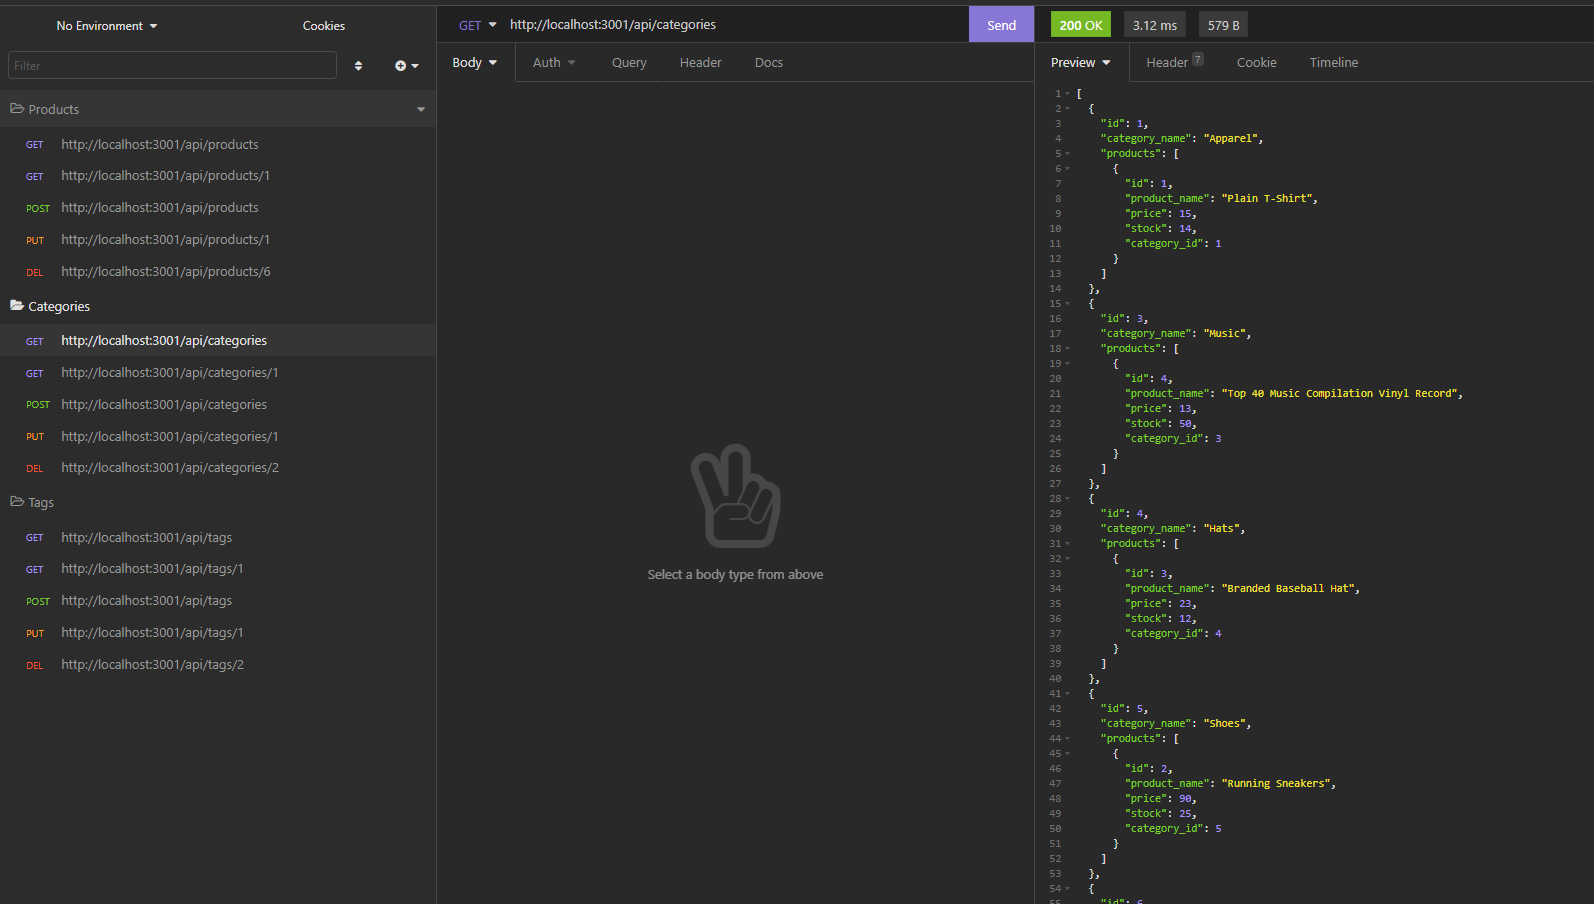 No Environment
Cookies
Filter
Products
GET http://localhost:3001/api/products
GET http://localhost:3001/api/products/1
POST http://localhost:3001/api/products
PUT http://localhost:3001/api/products/1
DEL http://localhost:3001/api/products/6
Categories
GET http://localhost:3001/api/categories
GET http://localhost:3001/api/categories/1
POST http://localhost:3001/api/categories
PUT http://localhost:3001/api/categories/1
DEL http://localhost:3001/api/categories/2
Tags
GET http://localhost:3001/api/tags
GET http://localhost:3001/api/tags/1
POST http://localhost:3001/api/tags
PUT http://localhost:3001/api/tags/1
DEL http://localhost:3001/api/tags/2
GET http://localhost:3001/api/categories Send
Body Auth Query Header Docs
Select a body type from above
200 OK 3.12 ms 579 B
Preview Header 7 Cookie Timeline
1 [
2 {
3 "id": 1,
4 "category_name": "Apparel",
5 "products": [
6 {
7 "id": 1,
8 "product_name": "Plain T-Shirt",
9 "price": 15,
10 "stock": 14,
11 "category_id": 1
12 }
13 ]
14 },
15 {
16 "id": 3,
17 "category_name": "Music",
18 "products": [
19 {
20 "id": 4,
21 "product_name": "Top 40 Music Compilation Vinyl Record",
22 "price": 13,
23 "stock": 50,
24 "category_id": 3
25 }
26 ]
27 },
28 {
29 "id": 4,
30 "category_name": "Hats",
31 "products": [
32 {
33 "id": 3,
34 "product_name": "Branded Baseball Hat",
35 "price": 23,
36 "stock": 12,
37 "category_id": 4
38 }
39 ]
40 },
41 {
42 "id": 5,
43 "category_name": "Shoes",
44 "products": [
45 {
46 "id": 2,
47 "product_name": "Running Sneakers",
48 "price": 90,
49 "stock": 25,
50 "category_id": 5
51 }
52 ]
53 },
54 {
55 "id": 6,